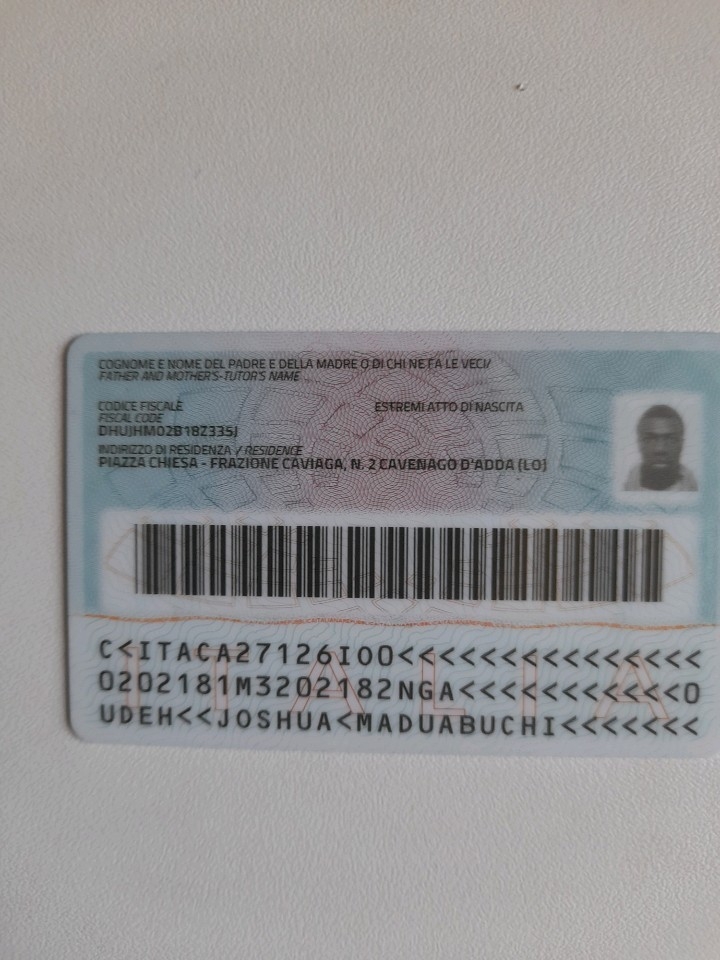 COGNOME E NOME DEL PADRE E DELLA MADRE O DI CHI NE FA LE VECI/
FATHER AND MOTHER'S-TUTOR'S NAME
CODICE FISCALE
ESTREMI ATTO DI NASCITA
FISCAL CODE
DHUJHM02B18Z335J
INDIRIZZO DI RESIDENZA / RESIDENCE
PIAZZA CHIESA - FRAZIONE CAVIAGA, N. 2 CAVENAGO D'ADDA (LO)
C<ITACA27126IO0<<<<<<<<<<<<<<<
0202181M3202182NGA<<<<<<<<<<<0
UDEH<<JOSHUA<MADUABUCHI<<<<<<<
ITALIA